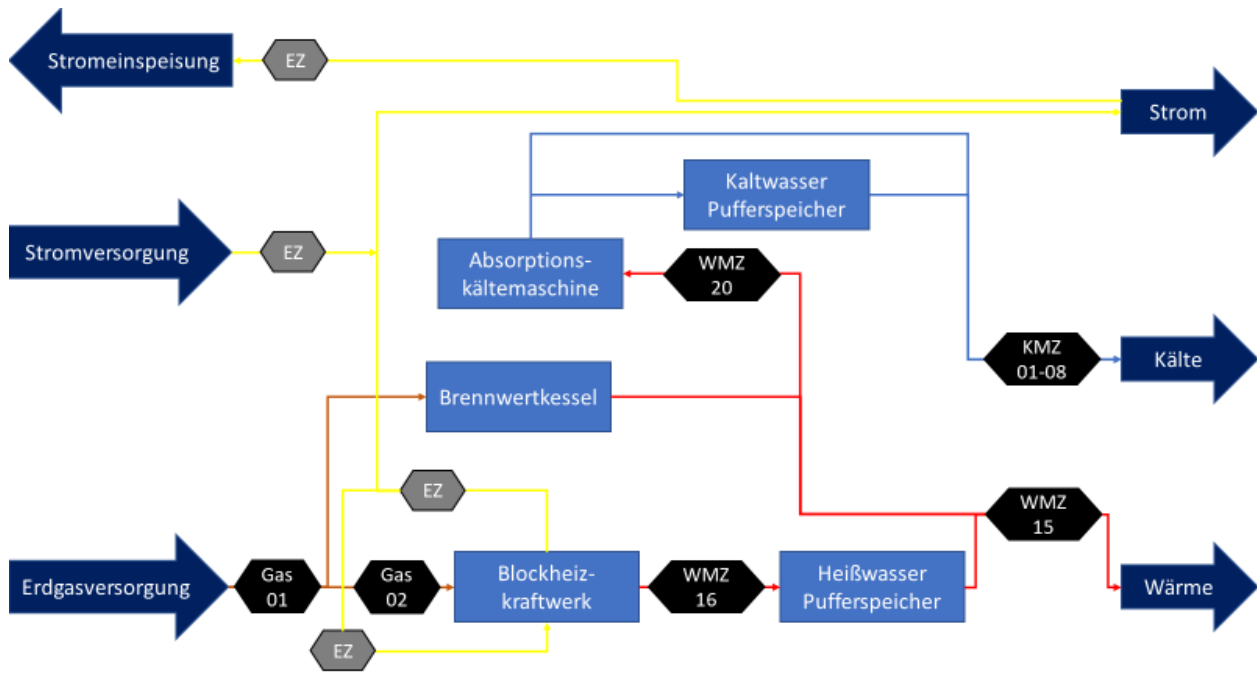 Stromeinspeisung
EZ
Strom
Kaltwasser
Pufferspeicher
Stromversorgung
EZ
Absorptions-
kältemaschine
WMZ
20
KMZ
01-08
Kälte
Brennwertkessel
EZ
WMZ
15
Erdgasversorgung
Gas
01
Gas
02
Blockheiz-
kraftwerk
WMZ
16
Heißwasser
Pufferspeicher
Wärme
EZ